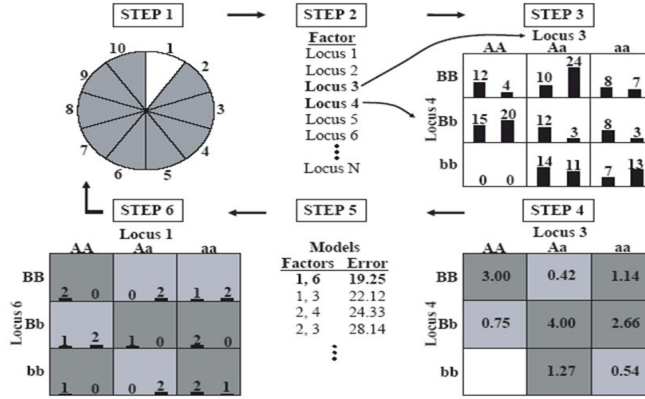 STEP 1
10 1
9 2
8 3
7 4
6 5
STEP 2
Factor
Locus 1
Locus 2
Locus 3
Locus 4
Locus 5
Locus 6
Locus N
STEP 3
Locus 3
AA Aa aa
Locus 4
BB 12 4 10 24 8 7
Bb 15 20 12 3 8 3
bb 0 0 14 11 7 13
STEP 4
Locus 3
AA Aa aa
Locus 4
BB 3.00 0.42 1.14
Bb 0.75 4.00 2.66
bb 1.27 0.54
STEP 5
Models
Factors Error
1, 6 19.25
1, 3 22.12
2, 4 24.33
2, 3 28.14
STEP 6
Locus 1
AA Aa aa
Locus 6
BB 2 0 0 2 1 2
Bb 1 2 1 0 2 0
bb 1 0 0 2 2 1